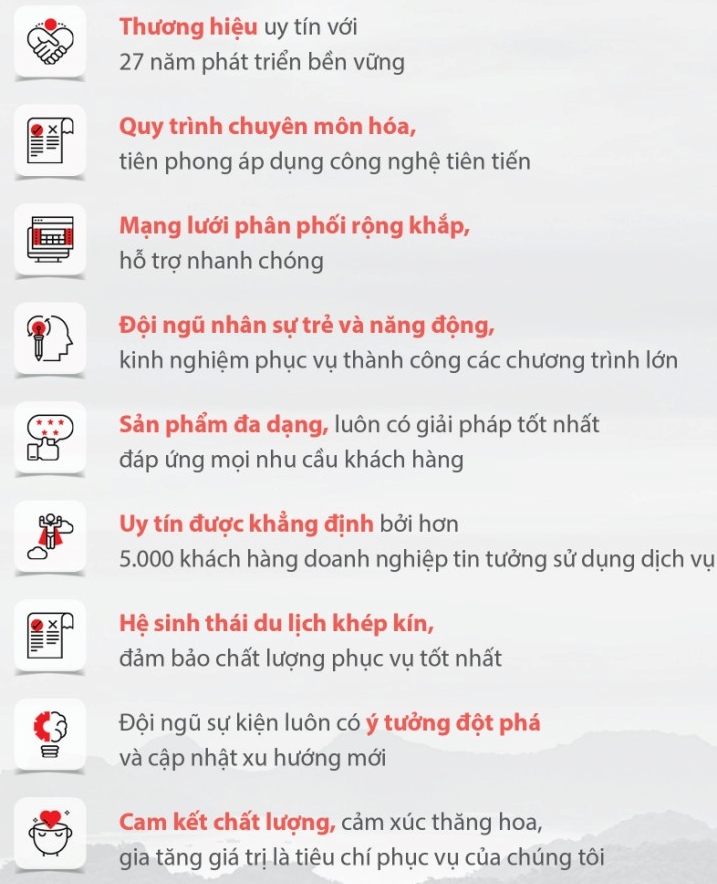 Thương hiệu uy tín với
27 năm phát triển bền vững
Quy trình chuyên môn hóa,
tiên phong áp dụng công nghệ tiên tiến
Mạng lưới phân phối rộng khắp,
hỗ trợ nhanh chóng
Đội ngũ nhân sự trẻ và năng động,
kinh nghiệm phục vụ thành công các chương trình lớn
Sản phẩm đa dạng, luôn có giải pháp tốt nhất
đáp ứng mọi nhu cầu khách hàng
Uy tín được khẳng định bởi hơn
5.000 khách hàng doanh nghiệp tin tưởng sử dụng dịch vụ
Hệ sinh thái du lịch khép kín,
đảm bảo chất lượng phục vụ tốt nhất
Đội ngũ sự kiện luôn có ý tưởng đột phá
và cập nhật xu hướng mới
Cam kết chất lượng, cảm xúc thăng hoa,
gia tăng giá trị là tiêu chí phục vụ của chúng tôi